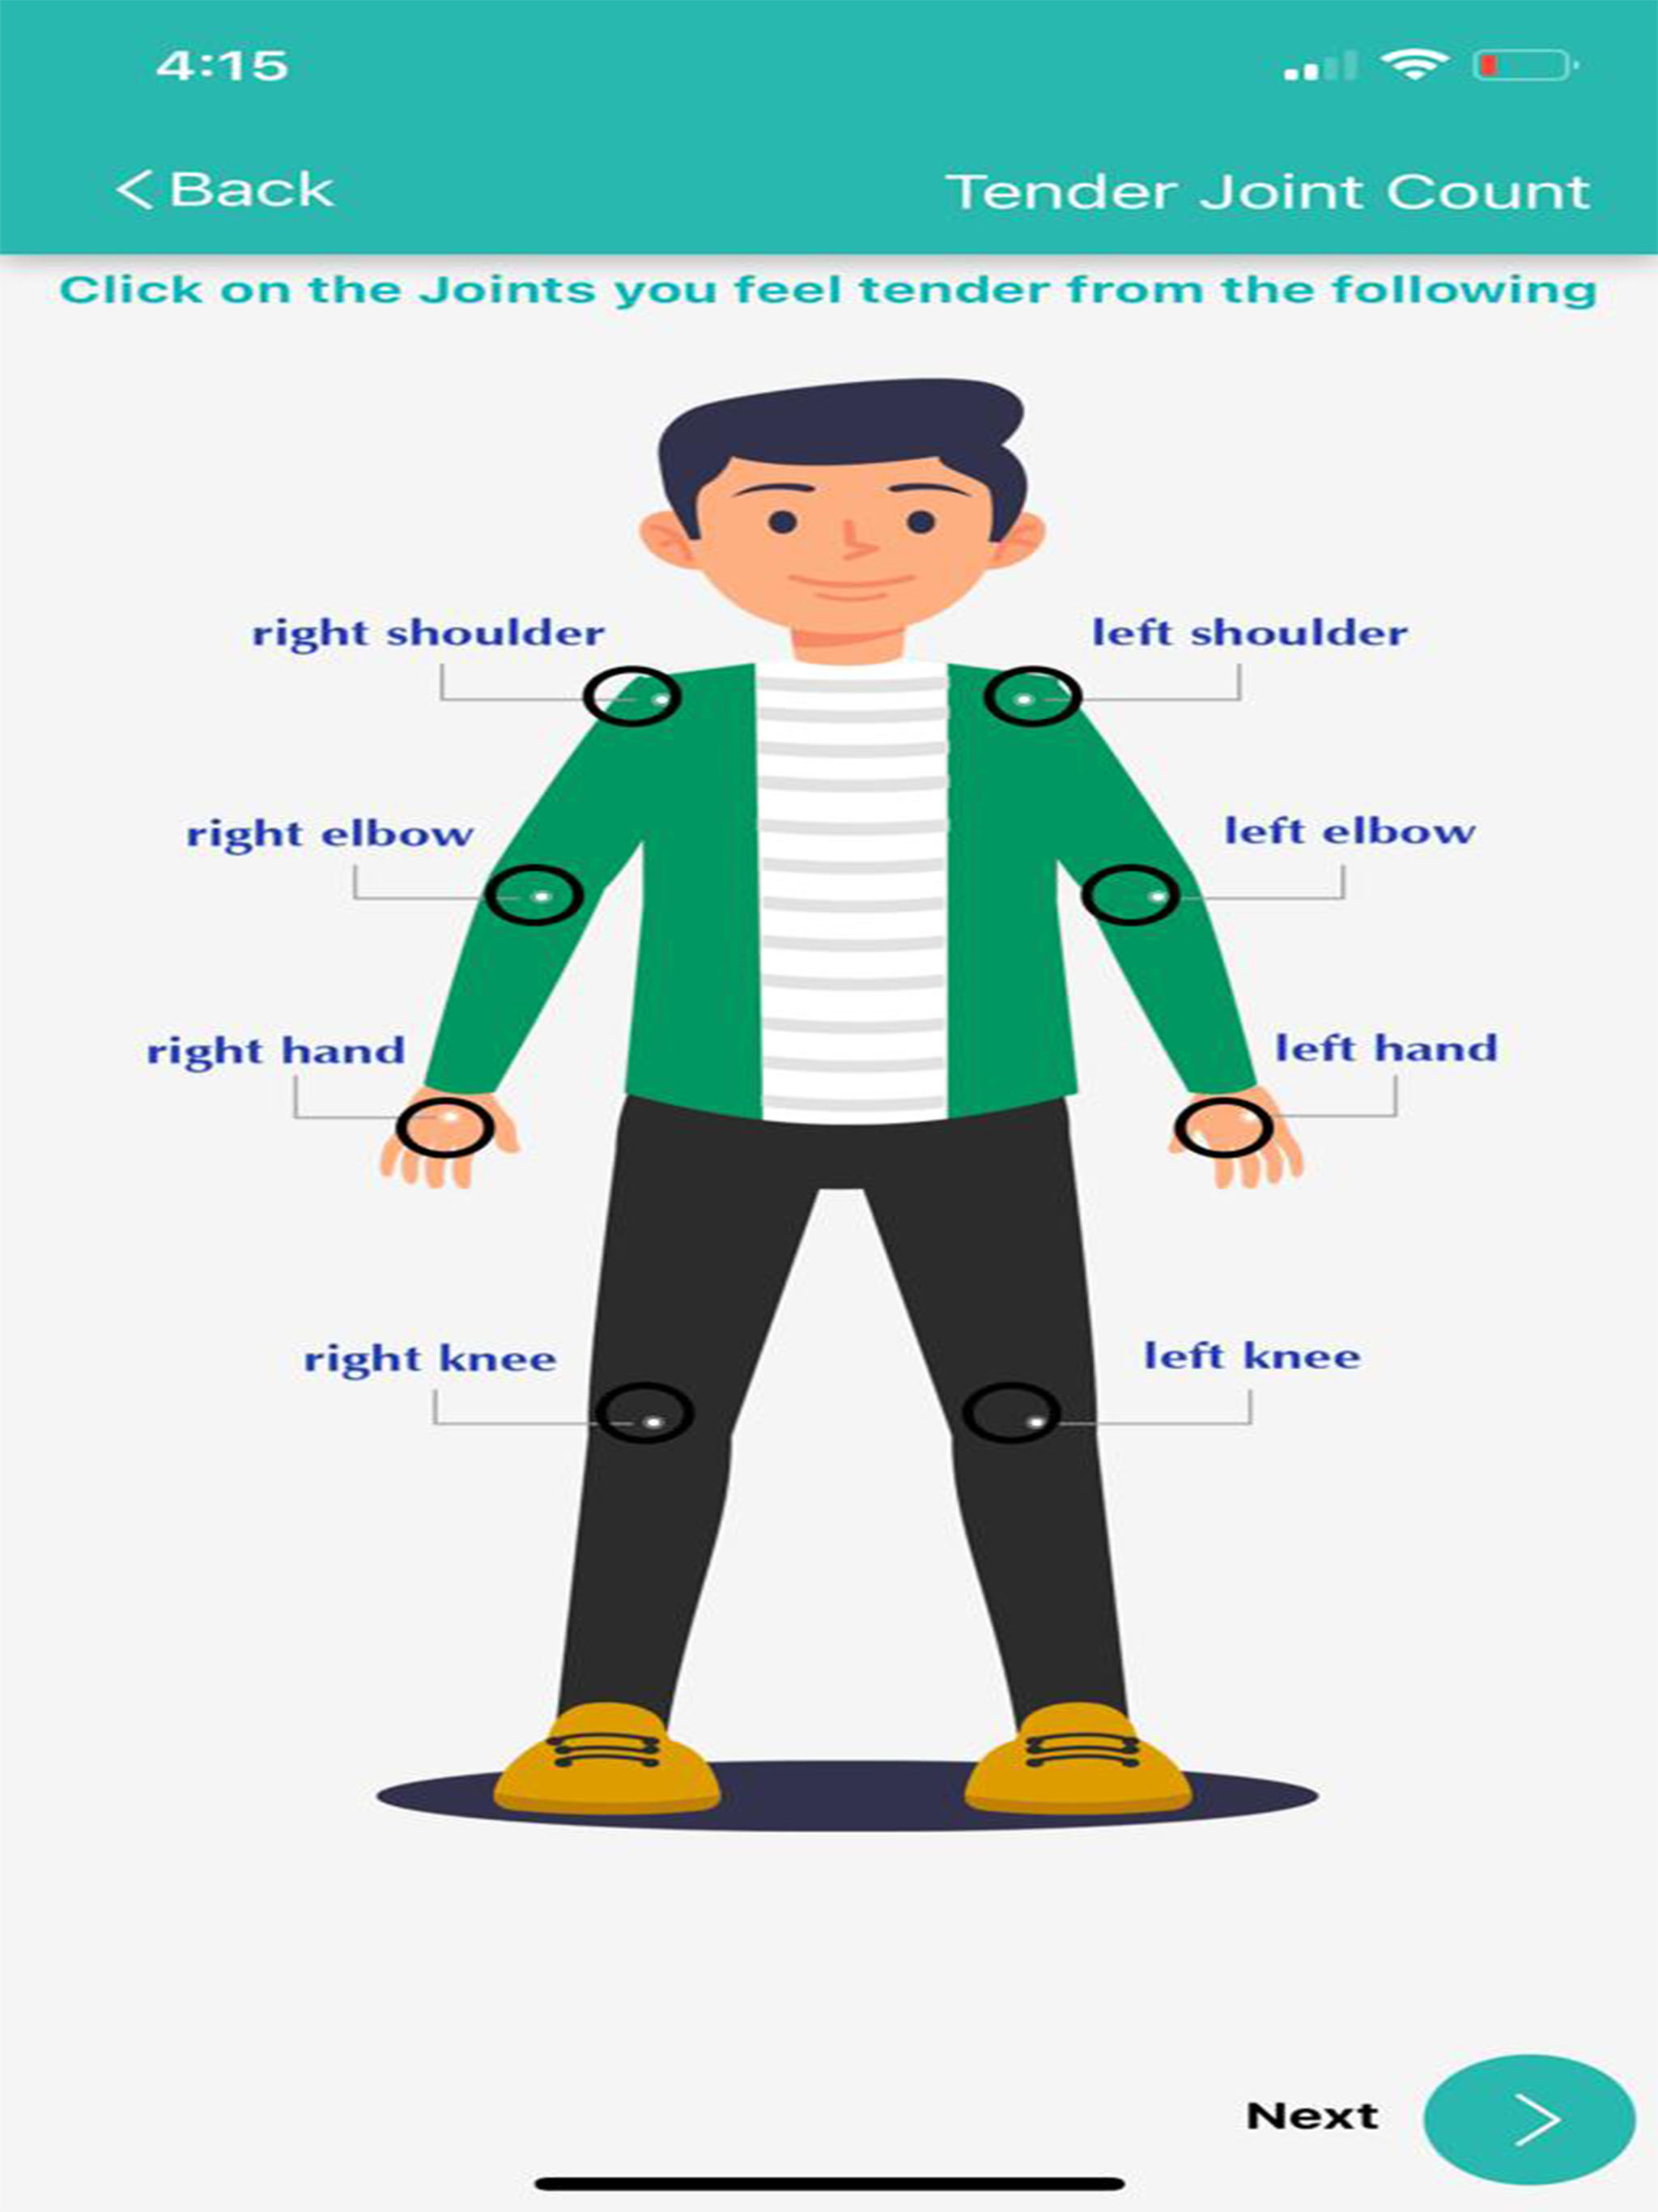 4:15
Back
Tender Joint Count
Click on the Joints you feel tender from the following
right shoulder
left shoulder
right elbow
left elbow
right hand
left hand
right knee
left knee
Next